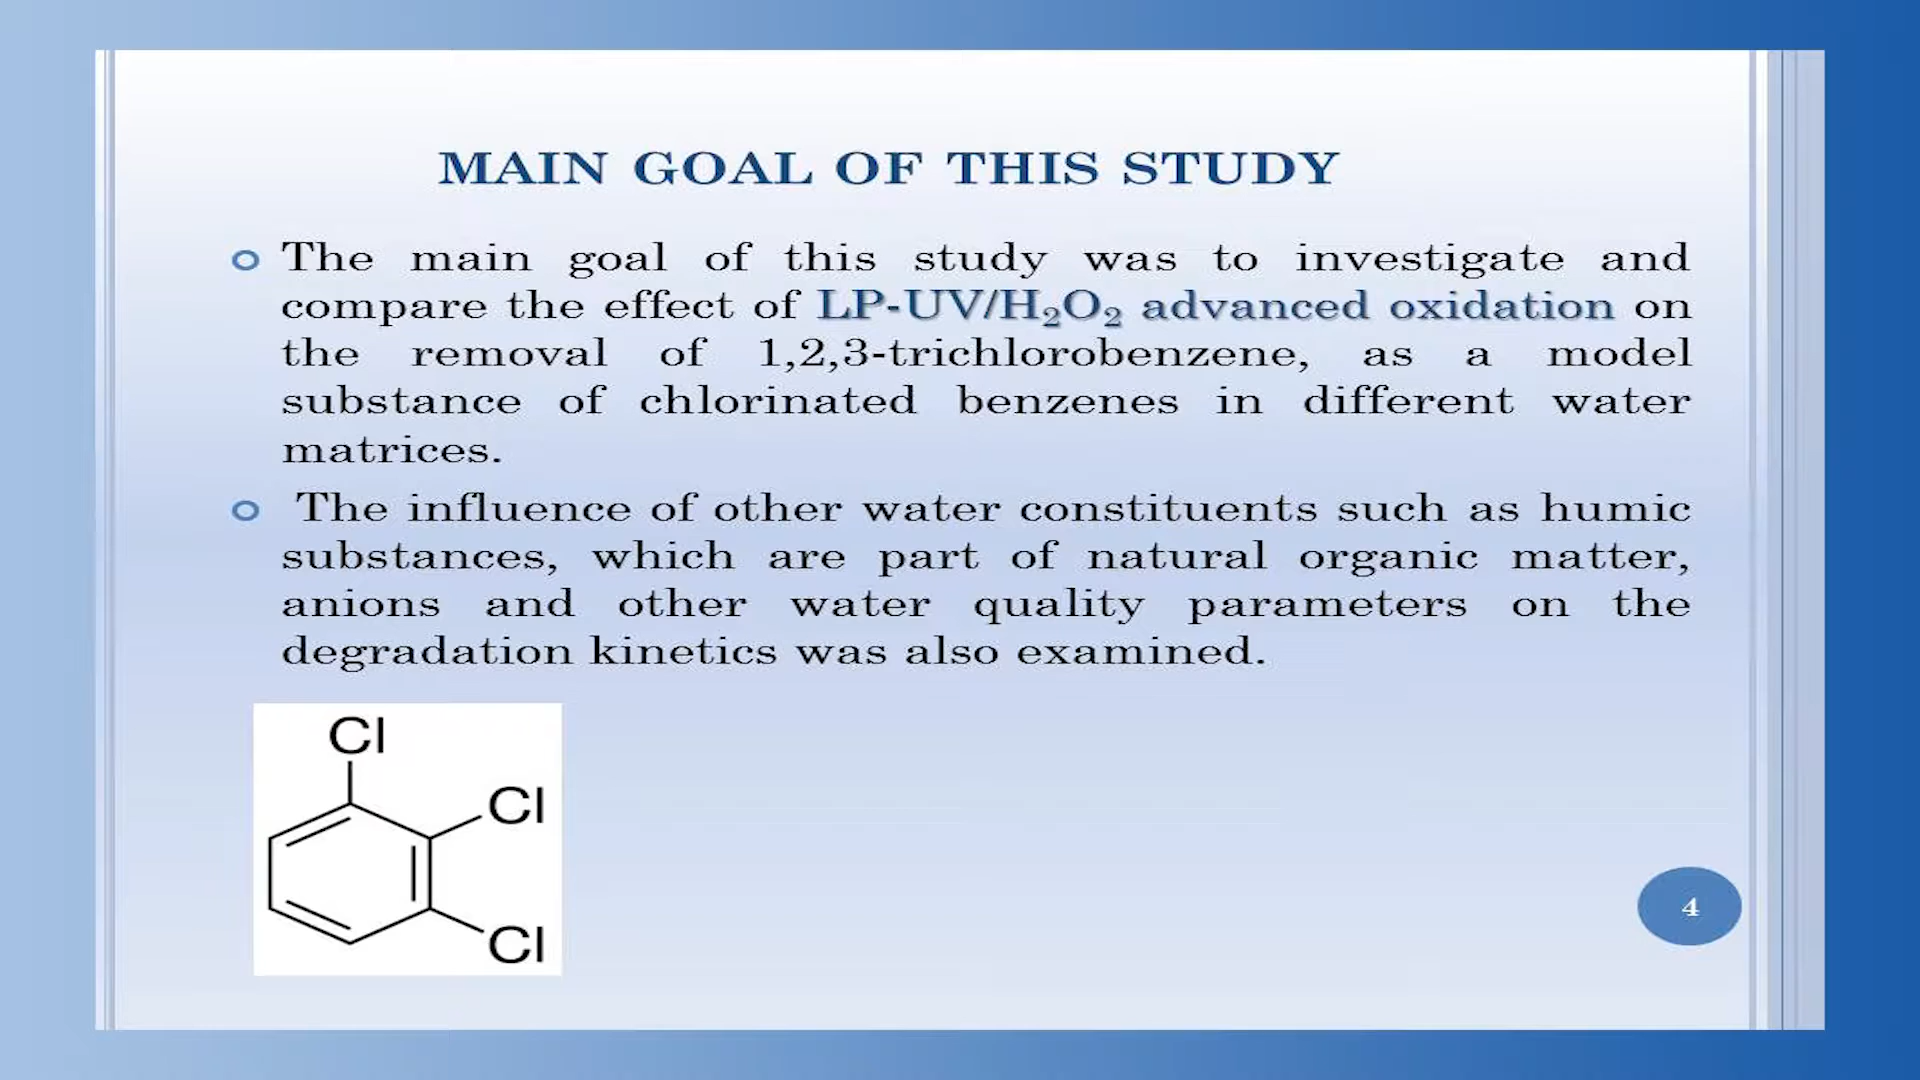 MAIN GOAL OF THIS STUDY
The main goal of this study was to investigate and
compare the effect of LP-UV/H₂O₂ advanced oxidation on
the removal of 1,2,3-trichlorobenzene, as a model
substance of chlorinated benzenes in different water
matrices.
The influence of other water constituents such as humic
substances, which are part of natural organic matter,
anions and other water quality parameters on the
degradation kinetics was also examined.
Cl
Cl
Cl
4